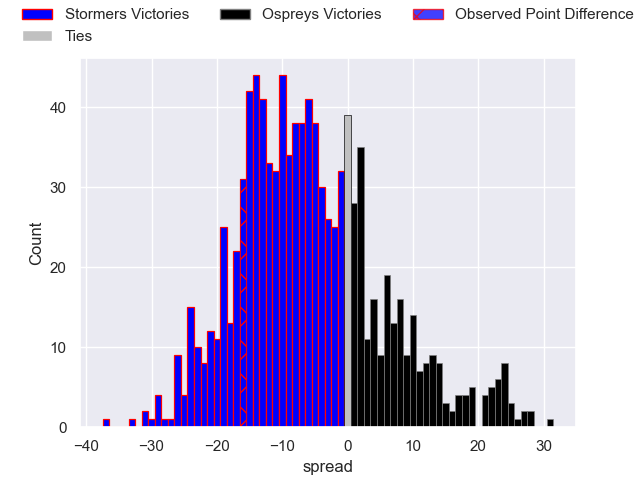 Stormers Victories
Ospreys Victories
Observed Point Difference
Ties
Count
40
30
20
10
0
−40
−30
−20
−10
0
10
20
30
spread